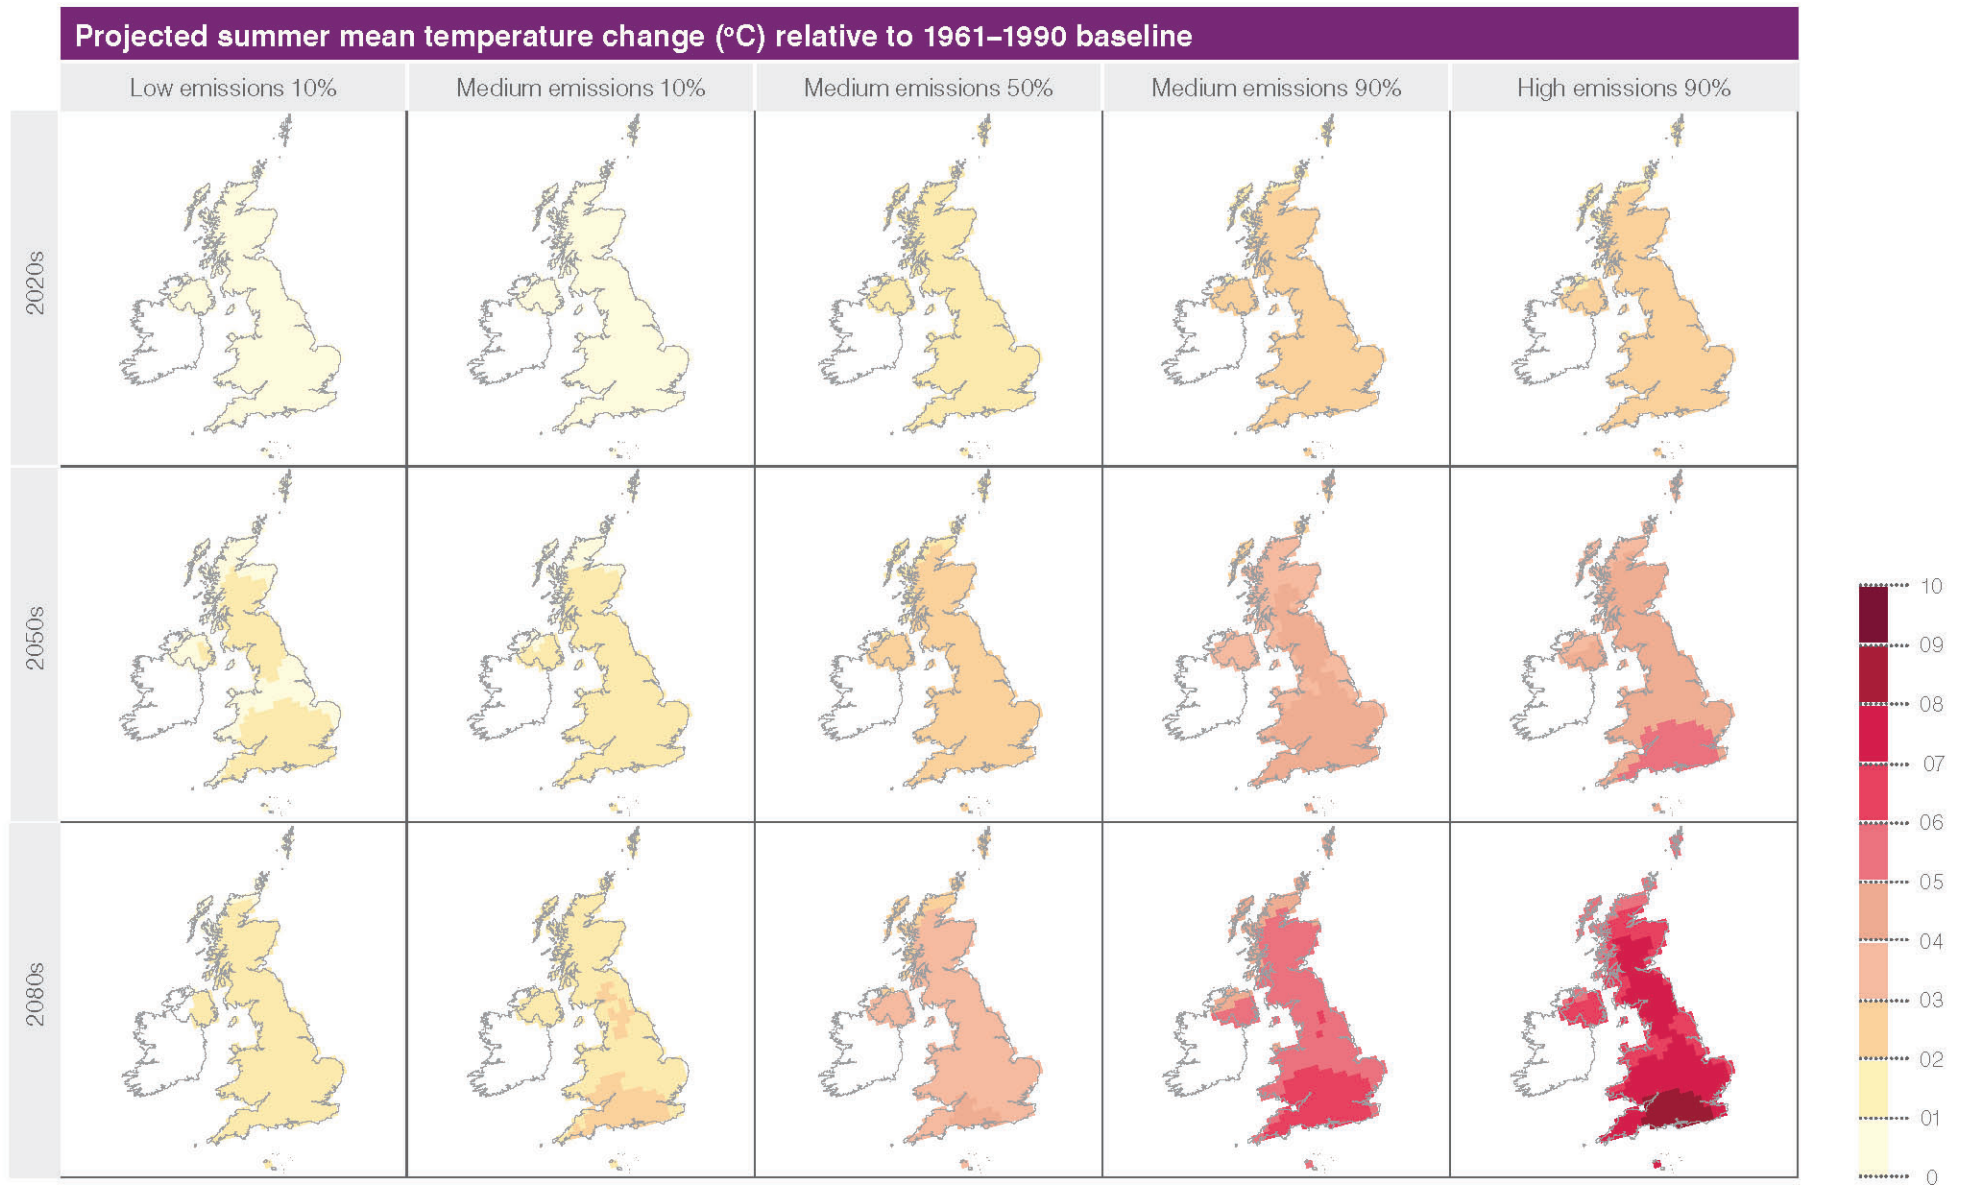 Projected summer mean temperature change (ºC) relative to 1961–1990 baseline
Low emissions 10%
Medium emissions 10%
Medium emissions 50%
Medium emissions 90%
High emissions 90%
2020s
2050s
2080s
10
09
08
07
06
05
04
03
02
01
0